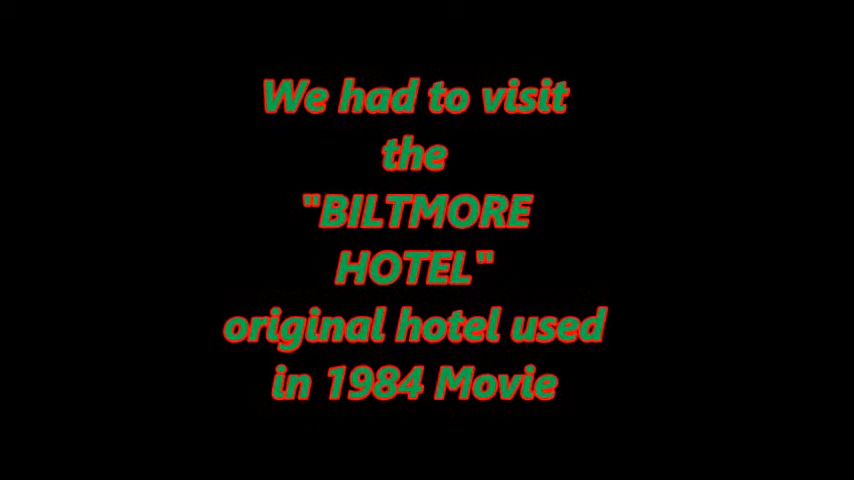 We had to visit
the
"BILTMORE
HOTEL"
original hotel used
in 1984 Movie